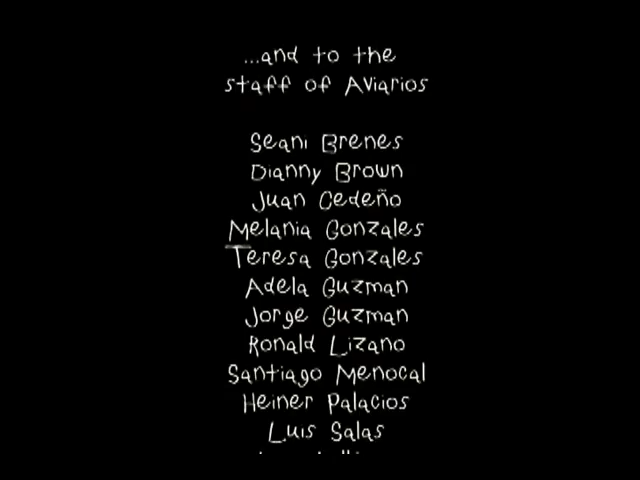 ...and to the
staff of Aviarios
Seani Brenes
Dianny Brown
Juan Cedeño
Melania Gonzales
Teresa Gonzales
Adela Guzman
Jorge Guzman
Ronald Lizano
Santiago Menocal
Heiner Palacios
Luis Salas